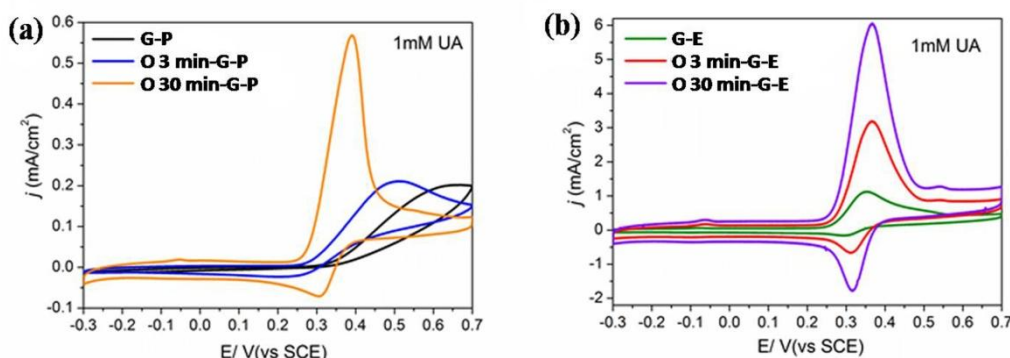 (a)
G-P
O 3 min-G-P
O 30 min-G-P
1mM UA
j (mA/cm²)
0.6
0.5
0.4
0.3
0.2
0.1
0.0
-0.1
-0.3 -0.2 -0.1 0.0 0.1 0.2 0.3 0.4 0.5 0.6 0.7
E/ V(vs SCE)
(b)
G-E
O 3 min-G-E
O 30 min-G-E
1mM UA
j (mA/cm²)
6
5
4
3
2
1
0
-1
-2
-0.3 -0.2 -0.1 0.0 0.1 0.2 0.3 0.4 0.5 0.6 0.7
E/ V(vs SCE)